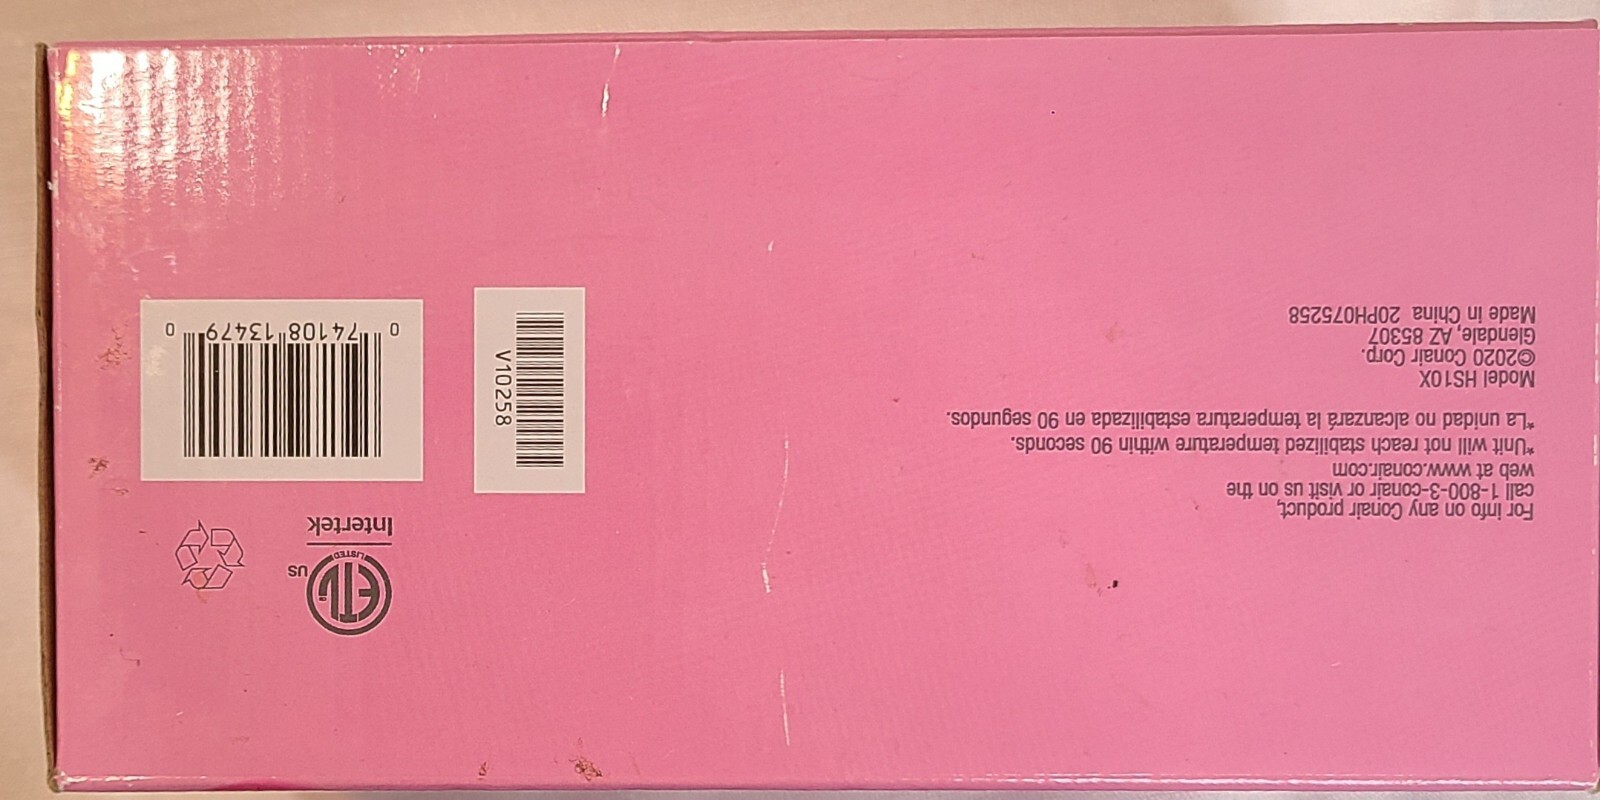 For info on any Conair product,
call 1-800-3-conair or visit us on the
web at www.conair.com
*Unit will not reach stabilized temperature within 90 seconds.
*La unidad no alcanzará la temperatura estabilizada en 90 segundos.
Model HS10X
©2020 Conair Corp.
Glendale, AZ 85307
Made in China 20PH075258
V10258
ETL
LISTED
US
Intertek
0 74108 13479 0